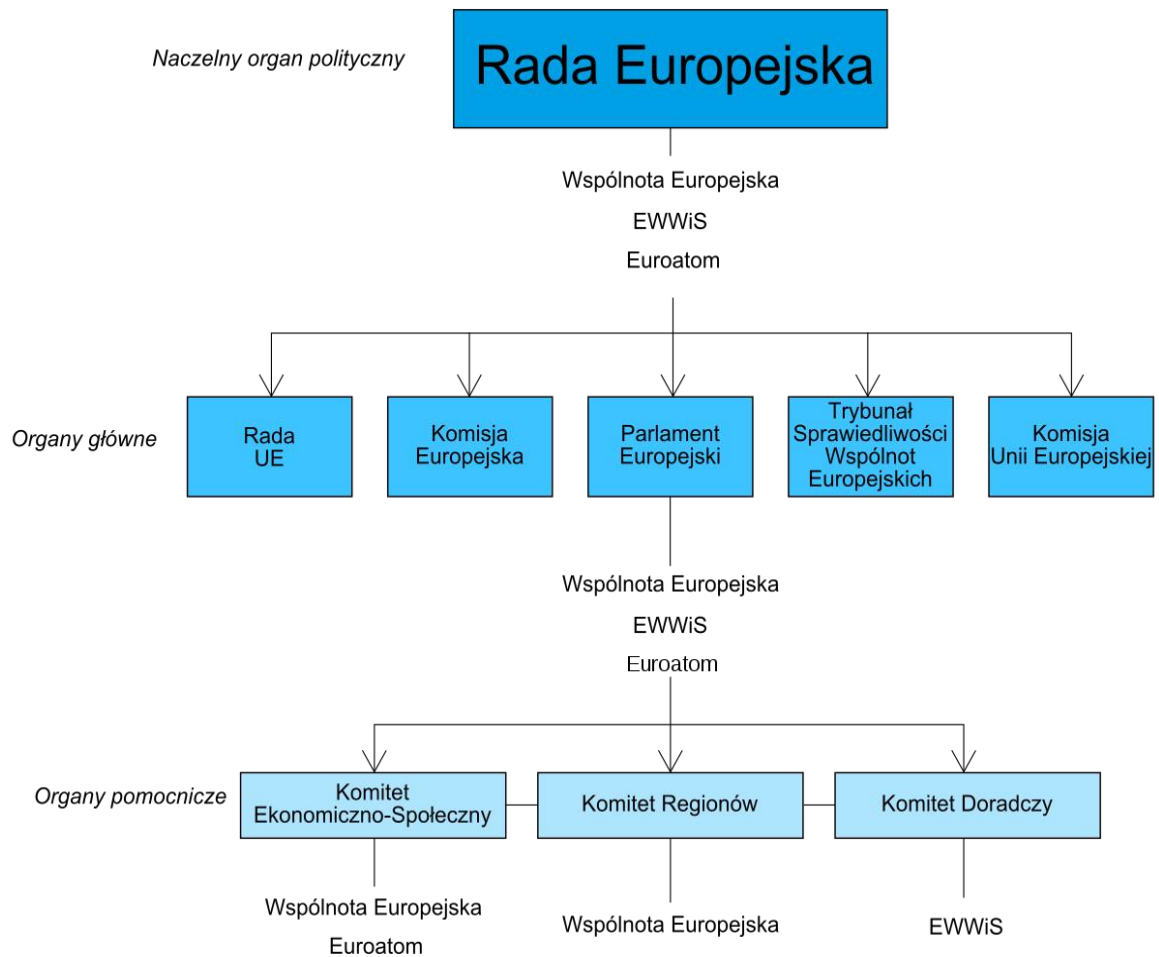 Naczelny organ polityczny
Rada Europejska
Wspólnota Europejska
EWWiS
Euroatom
Organy główne
Rada
UE
Komisja
Europejska
Parlament
Europejski
Trybunał
Sprawiedliwości
Wspólnot
Europejskich
Komisja
Unii Europejskiej
Wspólnota Europejska
EWWiS
Euroatom
Organy pomocnicze
Komitet
Ekonomiczno-Społeczny
Komitet Regionów
Komitet Doradczy
Wspólnota Europejska
Euroatom
Wspólnota Europejska
EWWiS